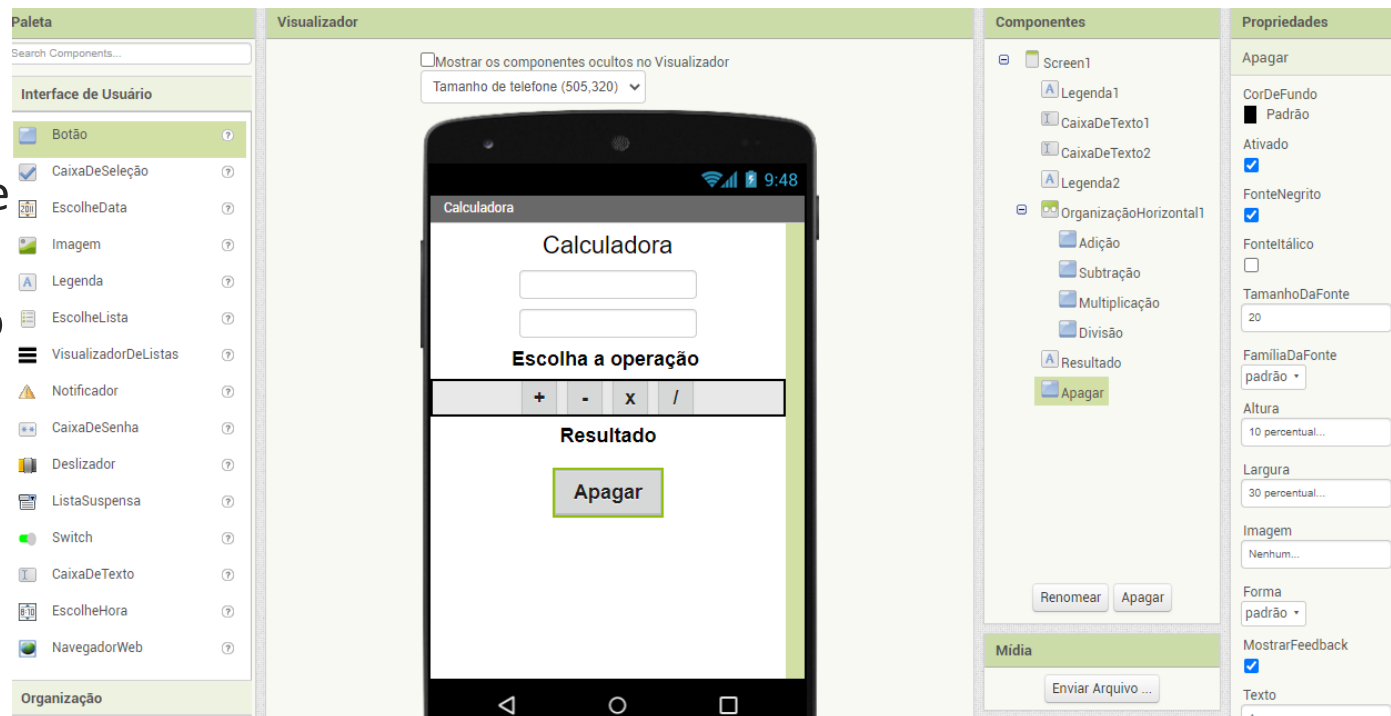 Paleta
Search Components...
Interface de Usuário
Botão
CaixaDeSeleção
EscolheData
Imagem
Legenda
EscolheLista
VisualizadorDeListas
Notificador
CaixaDeSenha
Deslizador
ListaSuspensa
Switch
CaixaDeTexto
EscolheHora
NavegadorWeb
Organização
Visualizador
Mostrar os componentes ocultos no Visualizador
Tamanho de telefone (505,320)
9:48
Calculadora
Calculadora
Escolha a operação
+ - x /
Resultado
Apagar
Componentes
Screen1
Legenda1
CaixaDeTexto1
CaixaDeTexto2
Legenda2
OrganizaçãoHorizontal1
Adição
Subtração
Multiplicação
Divisão
Resultado
Apagar
Renomear Apagar
Mídia
Enviar Arquivo ...
Propriedades
Apagar
CorDeFundo
Padrão
Ativado
FonteNegrito
FonteItálico
TamanhoDaFonte
20
FamíliaDaFonte
padrão
Altura
10 percentual...
Largura
30 percentual...
Imagem
Nenhum...
Forma
padrão
MostrarFeedback
Texto